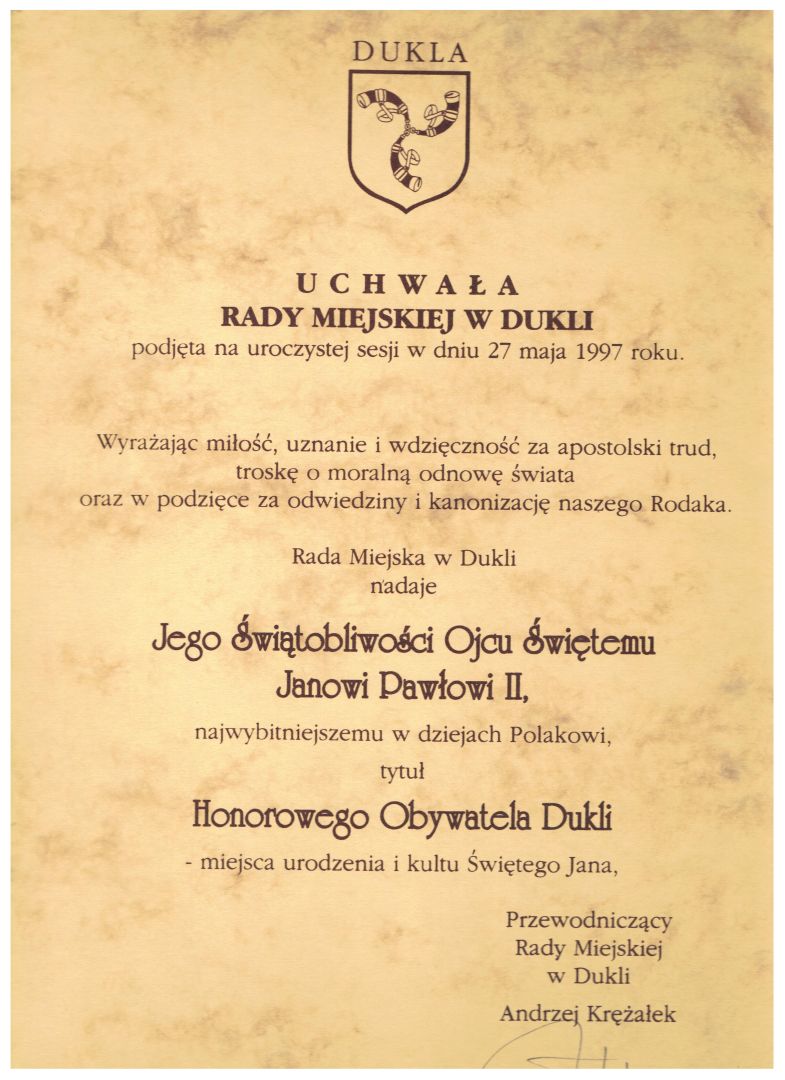 DUKLA
UCHWAŁA
RADY MIEJSKIEJ W DUKLI
podjęta na uroczystej sesji w dniu 27 maja 1997 roku.
Wyrażając miłość, uznanie i wdzięczność za apostolski trud,
troskę o moralną odnowę świata
oraz w podzięce za odwiedziny i kanonizację naszego Rodaka.
Rada Miejska w Dukli
nadaje
Jego Świątobliwości Ojcu Świętemu
Janowi Pawłowi II,
najwybitniejszemu w dziejach Polakowi,
tytuł
Honorowego Obywatela Dukli
- miejsca urodzenia i kultu Świętego Jana,
Przewodniczący
Rady Miejskiej
w Dukli
Andrzej Krężałek